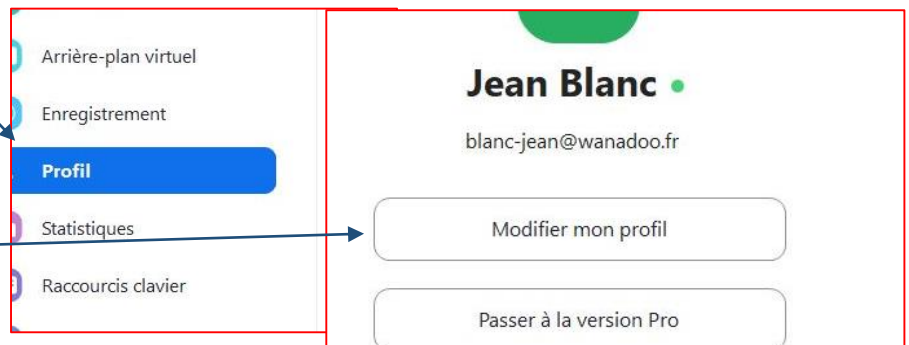 Arrière-plan virtuel
Enregistrement
Profil
Statistiques
Raccourcis clavier
Jean Blanc
blanc-jean@wanadoo.fr
Modifier mon profil
Passer à la version Pro